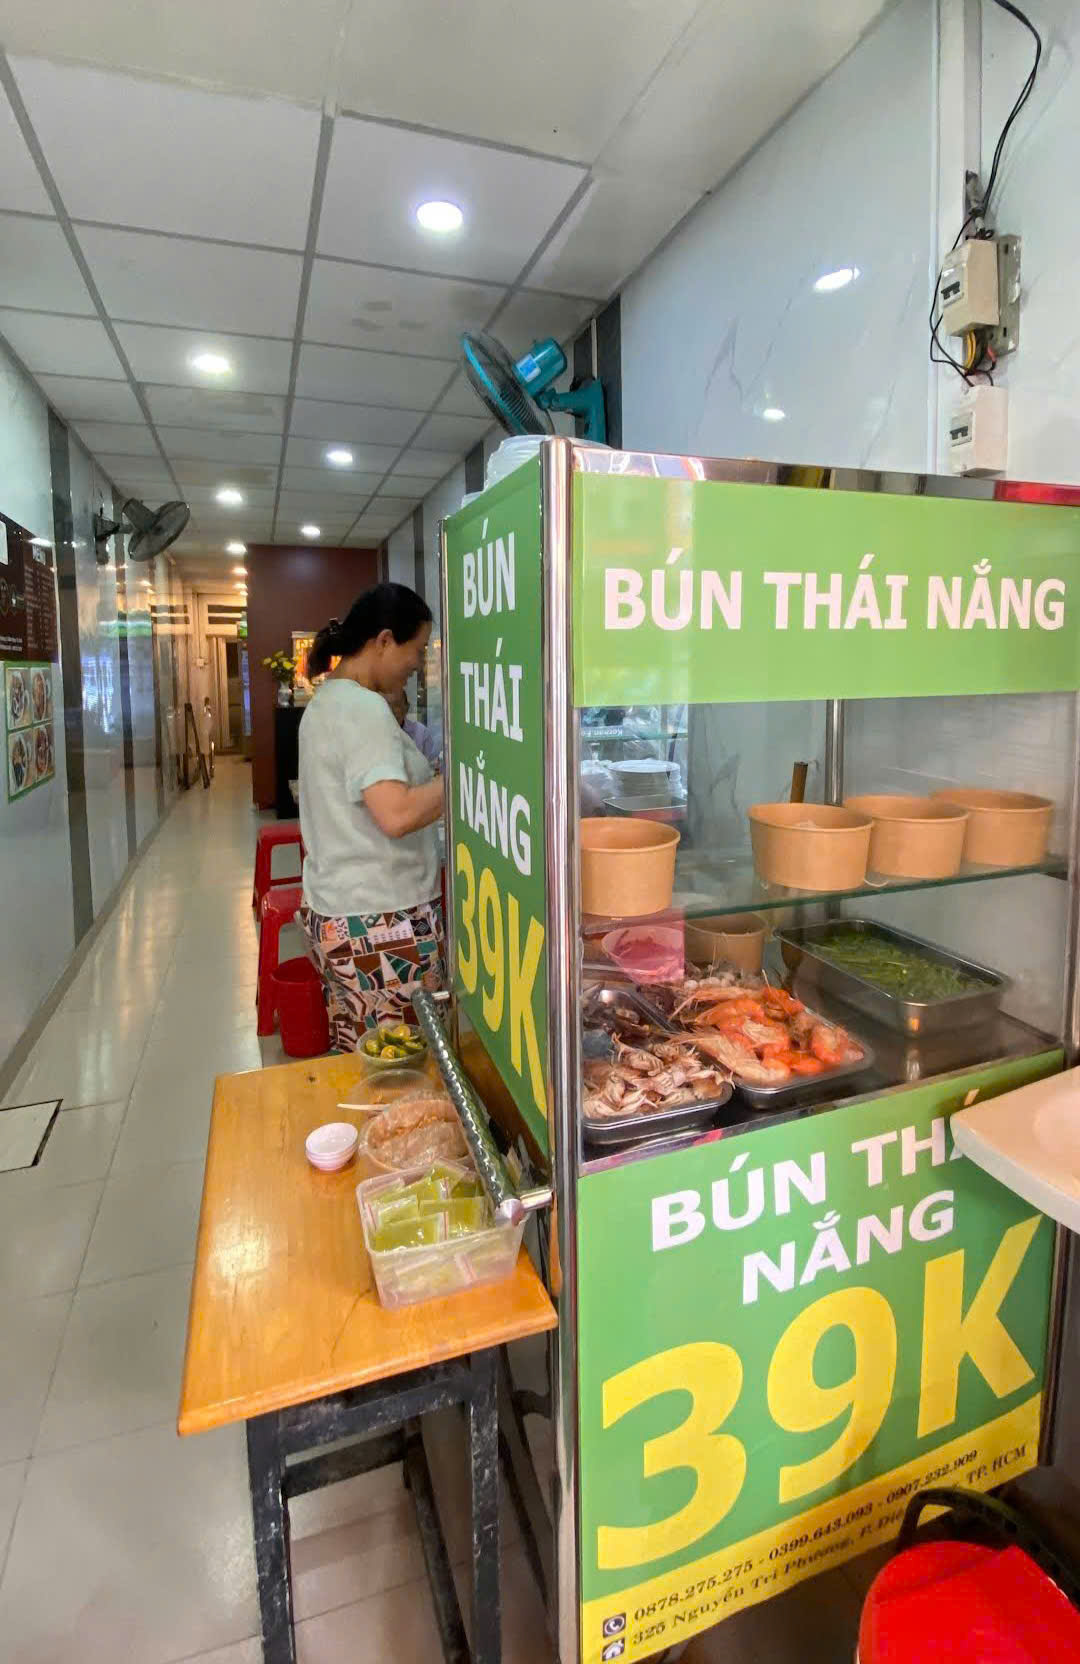 MENU
BÚN
THÁI
NẮNG
39K
BÚN THÁI NẮNG
BÚN
NẮNG
39K
0878.275.275 - 0399.643.093 - 0907.232.909
325 Nguyễn Tri Phương, P. TP. HCM